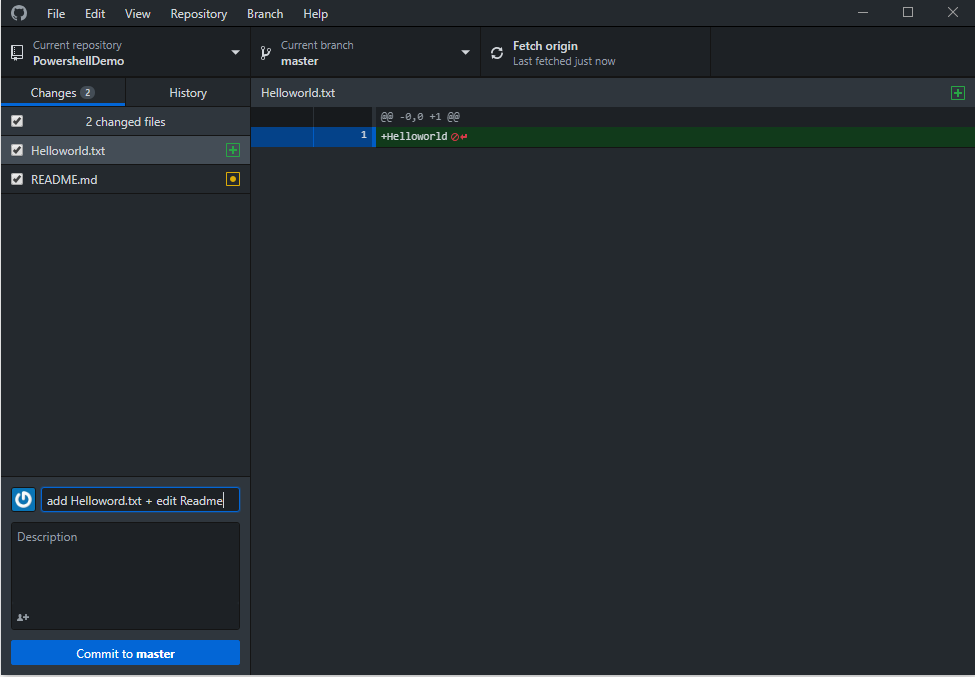 File Edit View Repository Branch Help
Current repository
PowershellDemo
Current branch
master
Fetch origin
Last fetched just now
Changes 2
History
2 changed files
Helloworld.txt
README.md
Helloworld.txt
@@ -0,0 +1 @@
1 +Helloworld
add Helloword.txt + edit Readme
Description
Commit to master